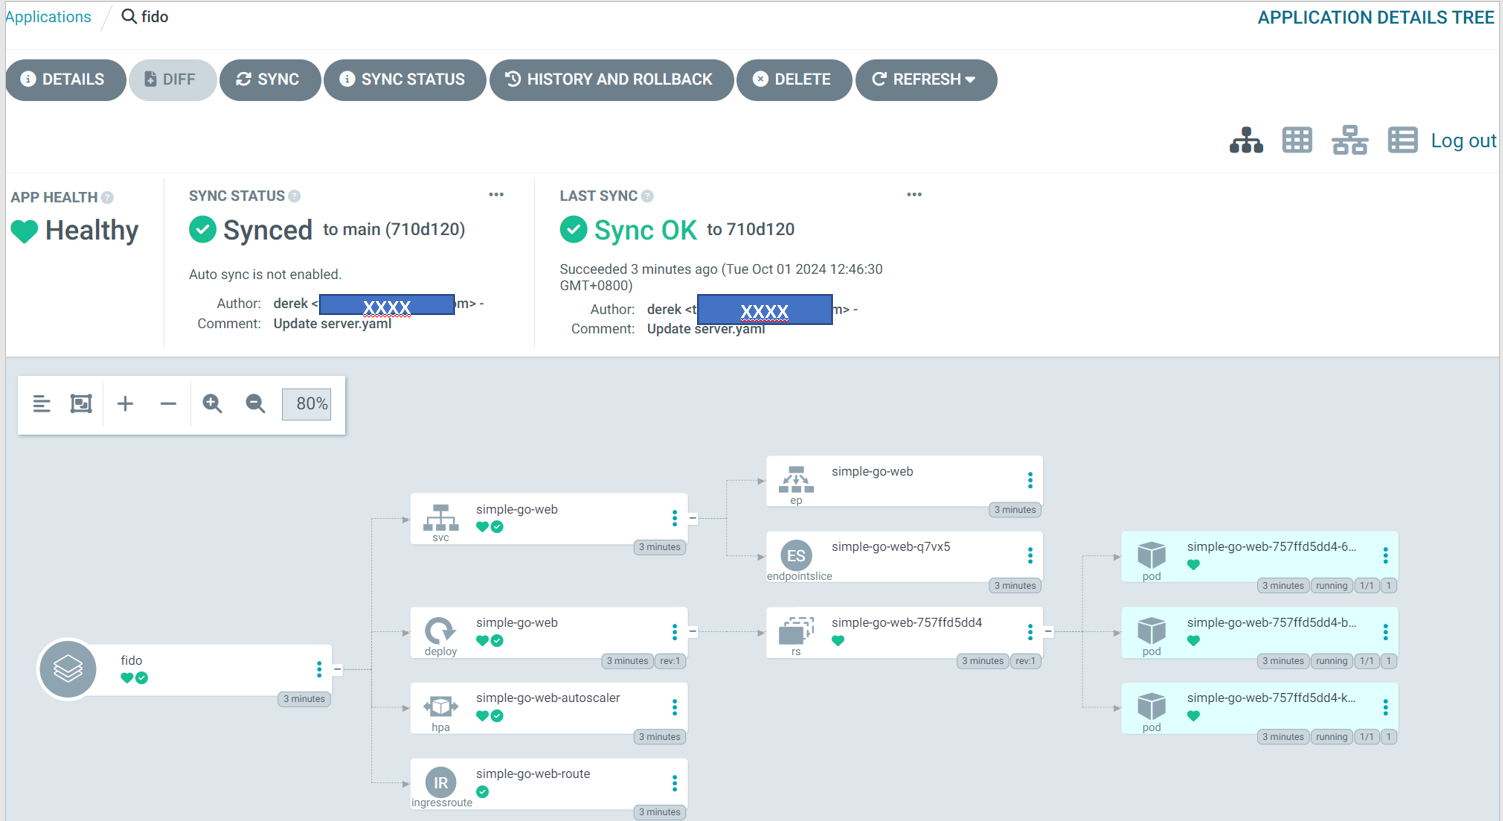 Applications / fido
APPLICATION DETAILS TREE
DETAILS
DIFF
SYNC
SYNC STATUS
HISTORY AND ROLLBACK
DELETE
REFRESH
Log out
APP HEALTH
Healthy
SYNC STATUS
Synced to main (710d120)
Auto sync is not enabled.
Author: derek < XXXX om> -
Comment: Update server.yaml
LAST SYNC
Sync OK to 710d120
Succeeded 3 minutes ago (Tue Oct 01 2024 12:46:30
GMT+0800)
Author: derek <t XXXX m> -
Comment: Update server.yaml
80%
fido
3 minutes
simple-go-web
svc
3 minutes
simple-go-web
deploy
3 minutes rev:1
simple-go-web-autoscaler
hpa
3 minutes
IR
simple-go-web-route
ingressroute
3 minutes
simple-go-web
ep
3 minutes
ES
simple-go-web-q7vx5
endpointslice
3 minutes
simple-go-web-757ffd5dd4
rs
3 minutes rev:1
simple-go-web-757ffd5dd4-6...
pod
3 minutes running 1/1 1
simple-go-web-757ffd5dd4-b...
pod
3 minutes running 1/1 1
simple-go-web-757ffd5dd4-k...
pod
3 minutes running 1/1 1